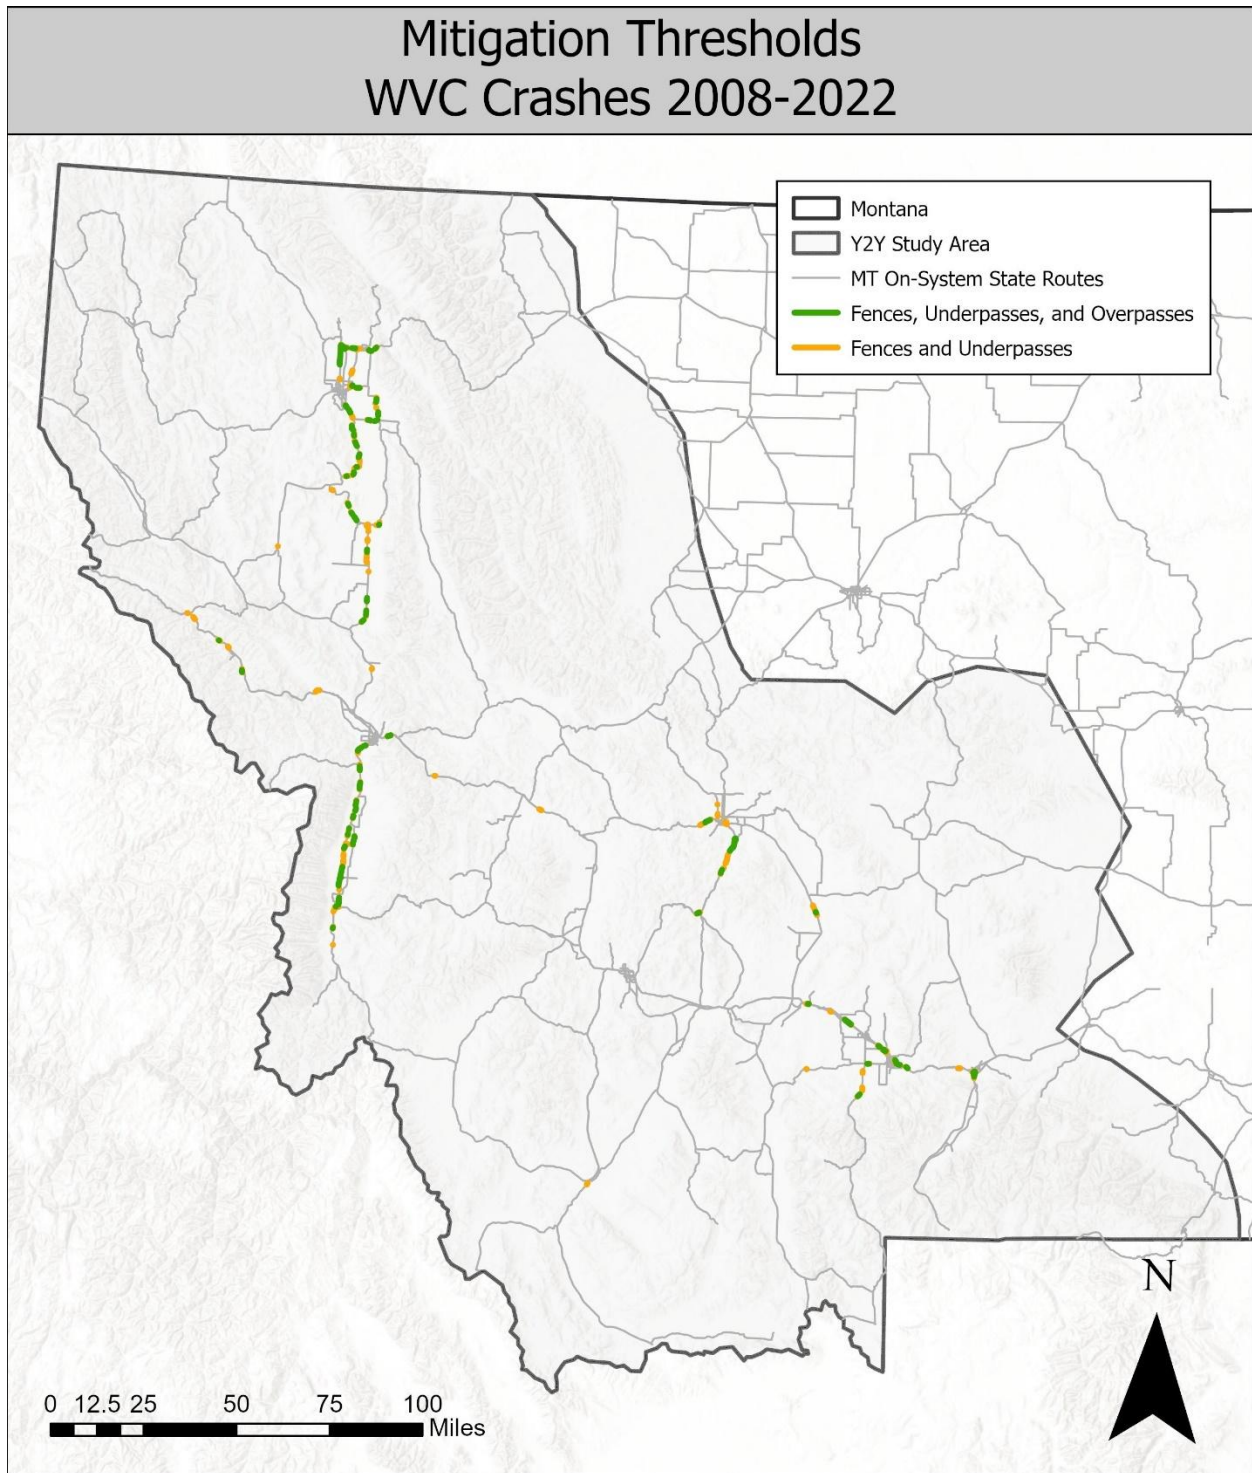 Mitigation Thresholds
WVC Crashes 2008-2022
Montana
Y2Y Study Area
MT On-System State Routes
Fences, Underpasses, and Overpasses
Fences and Underpasses
N
0 12.5 25 50 75 100
Miles